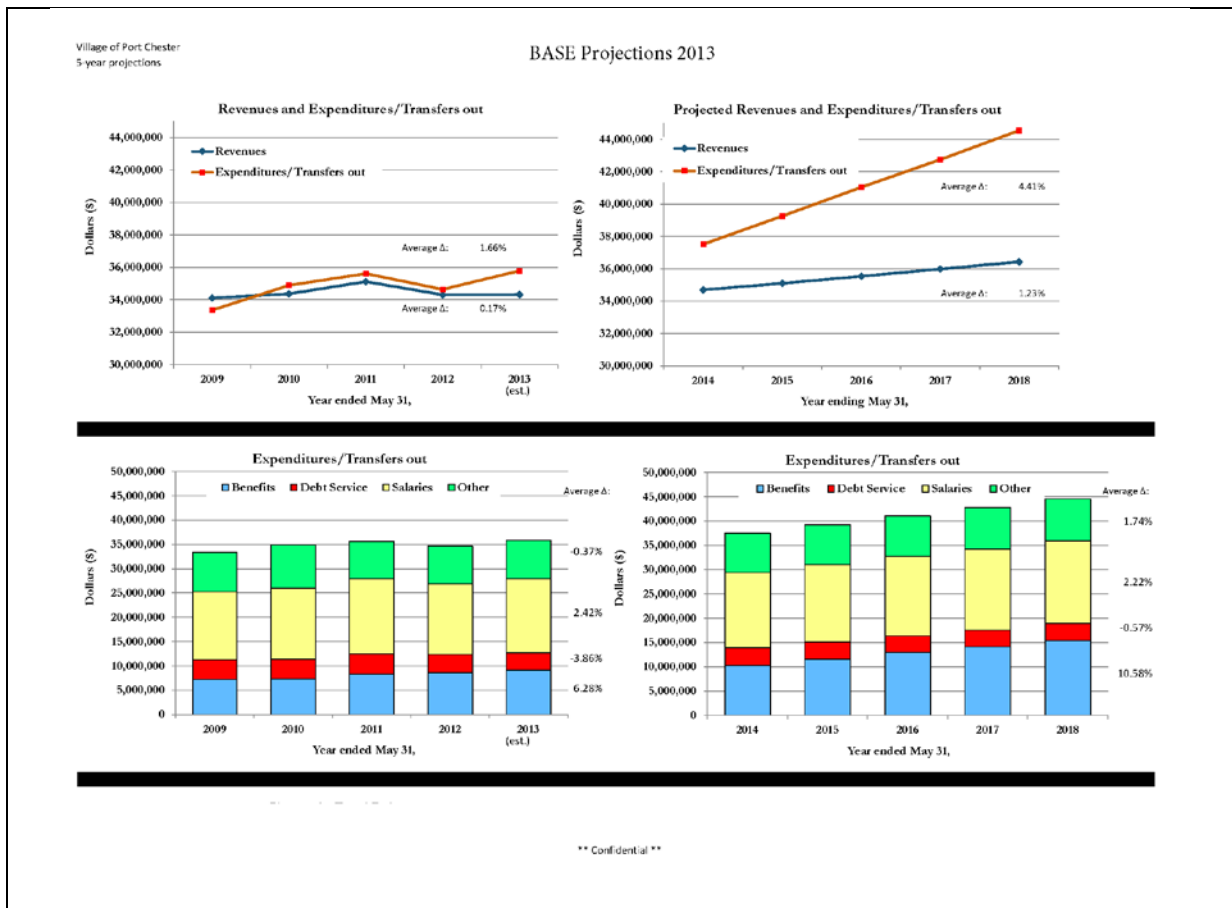 Village of Port Chester
5-year projections
BASE Projections 2013
Revenues and Expenditures/Transfers out
44,000,000
42,000,000
40,000,000
38,000,000
36,000,000
34,000,000
32,000,000
30,000,000
Dollars ($)
Revenues
Expenditures/Transfers out
Average Δ: 1.66%
Average Δ: 0.17%
2009 2010 2011 2012 2013
(est.)
Year ended May 31,
Projected Revenues and Expenditures/Transfers out
44,000,000
42,000,000
40,000,000
38,000,000
36,000,000
34,000,000
32,000,000
30,000,000
Dollars ($)
Revenues
Expenditures/Transfers out
Average Δ: 4.41%
Average Δ: 1.23%
2014 2015 2016 2017 2018
Year ending May 31,
Expenditures/Transfers out
50,000,000
45,000,000
40,000,000
35,000,000
30,000,000
25,000,000
20,000,000
15,000,000
10,000,000
5,000,000
0
Dollars ($)
Benefits Debt Service Salaries Other
Average Δ:
-0.37%
2.42%
-3.86%
6.28%
2009 2010 2011 2012 2013
(est.)
Year ended May 31,
Expenditures/Transfers out
50,000,000
45,000,000
40,000,000
35,000,000
30,000,000
25,000,000
20,000,000
15,000,000
10,000,000
5,000,000
0
Dollars ($)
Benefits Debt Service Salaries Other
Average Δ:
1.74%
2.22%
-0.57%
10.58%
2014 2015 2016 2017 2018
Year ended May 31,
** Confidential **